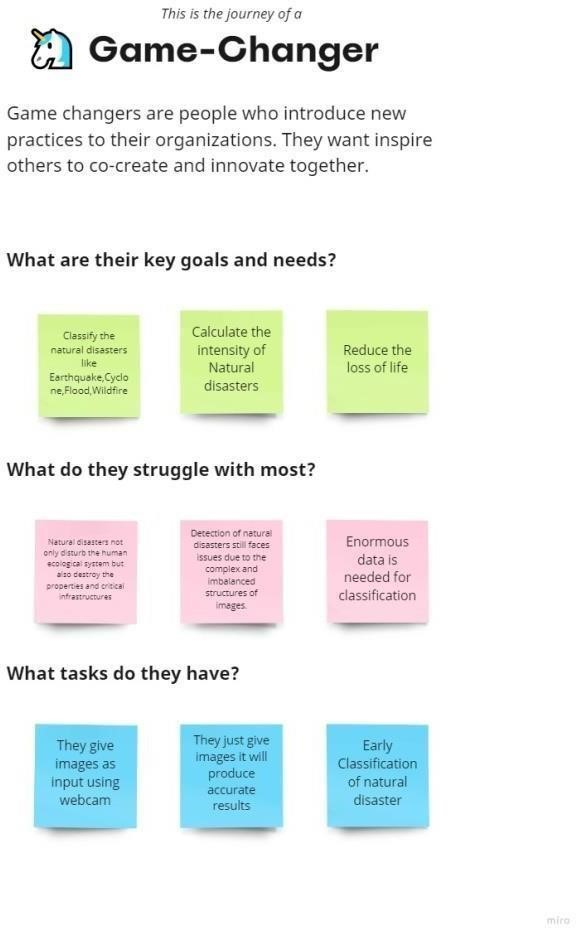 This is the journey of a
Game-Changer
Game changers are people who introduce new
practices to their organizations. They want inspire
others to co-create and innovate together.
What are their key goals and needs?
Classify the
natural disasters
like
Earthquake,Cyclo
ne,Flood,Wildfire
Calculate the
intensity of
Natural
disasters
Reduce the
loss of life
What do they struggle with most?
Natural disasters not
only disturb the human
ecological system but
also destroy the
properties and critical
infrastructures
Detection of natural
disasters still faces
issues due to the
complex and
imbalanced
structures of
images.
Enormous
data is
needed for
classification
What tasks do they have?
They give
images as
input using
webcam
They just give
images it will
produce
accurate
results
Early
Classification
of natural
disaster
miro